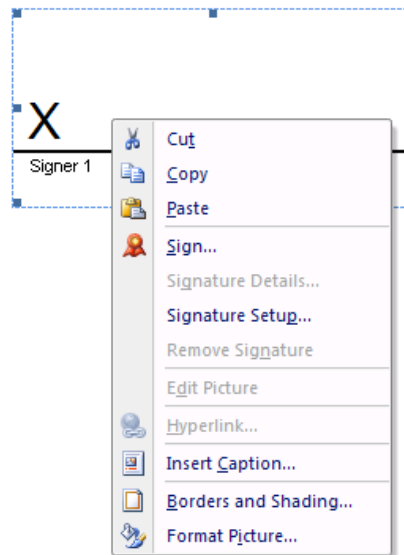 X
Signer 1
Cut
Copy
Paste
Sign...
Signature Details...
Signature Setup...
Remove Signature
Edit Picture
Hyperlink...
Insert Caption...
Borders and Shading...
Format Picture...